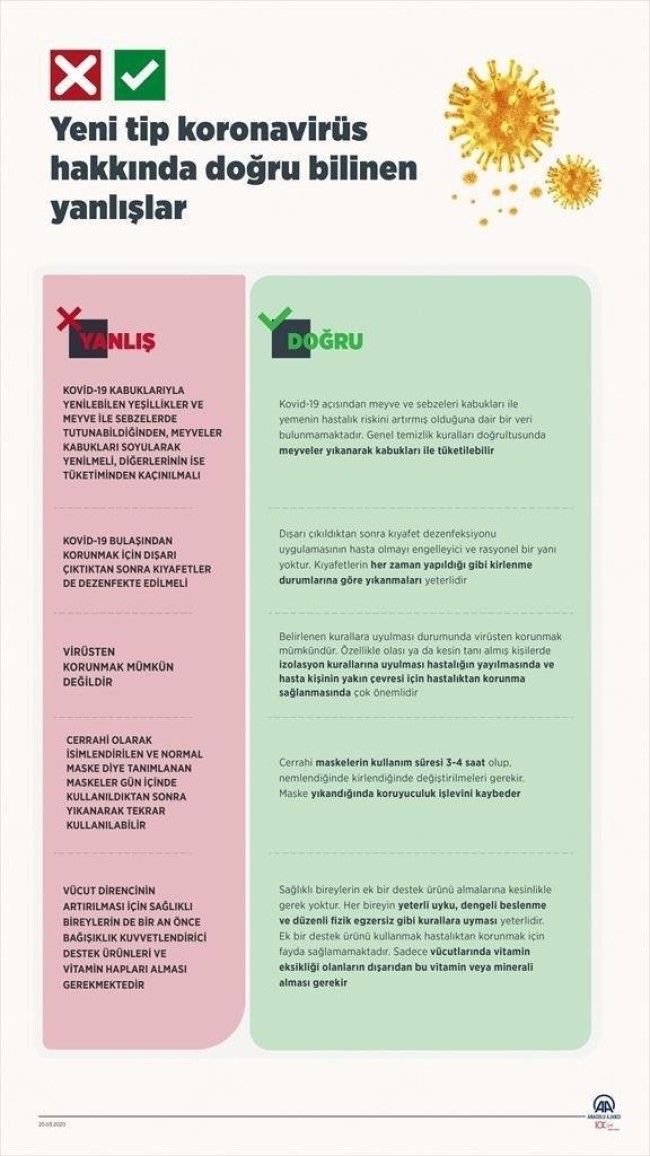 Yeni tip koronavirüs
hakkında doğru bilinen
yanlışlar
YANLIŞ
DOĞRU
KOVİD-19 KABUKLARIYLA
YENİLEBİLEN YEŞİLLİKLER VE
MEYVE İLE SEBZELERDE
TUTUNABİLDİĞİNDEN, MEYVELER
KABUKLARI SOYULARAK
YENİLMELİ, DİĞERLERİNİN İSE
TÜKETİMİNDEN KAÇINILMALI
Kovid-19 açısından meyve ve sebzeleri kabukları ile
yemenin hastalık riskini artırmış olduğuna dair bir veri
bulunmamaktadır. Genel temizlik kuralları doğrultusunda
meyveler yıkanarak kabukları ile tüketilebilir
KOVİD-19 BULAŞINDAN
KORUNMAK İÇİN DIŞARI
ÇIKTIKTAN SONRA KIYAFETLER
DE DEZENFEKTE EDİLMELİ
Dışarı çıkıldıktan sonra kıyafet dezenfeksiyonu
uygulamasının hasta olmayı engelleyici ve rasyonel bir yanı
yoktur. Kıyafetlerin her zaman yapıldığı gibi kirlenme
durumlarına göre yıkanmaları yeterlidir
VİRÜSTEN
KORUNMAK MÜMKÜN
DEĞİLDİR
Belirlenen kurallara uyulması durumunda virüsten korunmak
mümkündür. Özellikle olası ya da kesin tanı almış kişilerde
izolasyon kurallarına uyulması hastalığın yayılmasında ve
hasta kişinin yakın çevresi için hastalıktan korunma
sağlanmasında çok önemlidir
CERRAHİ OLARAK
İSİMLENDİRİLEN VE NORMAL
MASKE DİYE TANIMLANAN
MASKELER GÜN İÇİNDE
KULLANILDIKTAN SONRA
YIKANARAK TEKRAR
KULLANILABİLİR
Cerrahi maskelerin kullanım süresi 3-4 saat olup,
nemlendiğinde kirlendiğinde değiştirilmeleri gerekir.
Maske yıkandığında koruyuculuk işlevini kaybeder
VÜCUT DİRENCİNİN
ARTIRILMASI İÇİN SAĞLIKLI
BİREYLERİN DE BİR AN ÖNCE
BAĞIŞIKLIK KUVVETLENDİRİCİ
DESTEK ÜRÜNLERİ VE
VİTAMİN HAPLARI ALMASI
GEREKMEKTEDİR
Sağlıklı bireylerin ek bir destek ürünü almalarına kesinlikle
gerek yoktur. Her bireyin yeterli uyku, dengeli beslenme
ve düzenli fizik egzersiz gibi kurallara uyması yeterlidir.
Ek bir destek ürünü kullanmak hastalıktan korunmak için
fayda sağlamamaktadır. Sadece vücutlarında vitamin
eksikliği olanların dışarıdan bu vitamin veya minerali
alması gerekir
20.03.2020
AA
ANADOLU AJANSI